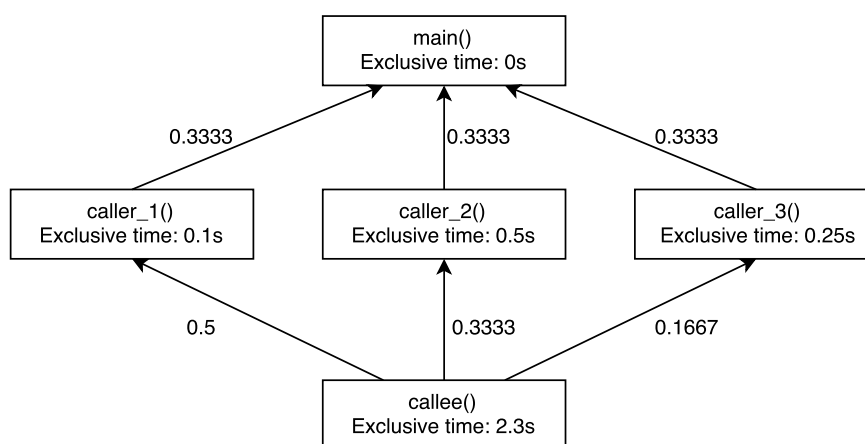 main()
Exclusive time: 0s
0.3333
0.3333
0.3333
caller_1()
Exclusive time: 0.1s
caller_2()
Exclusive time: 0.5s
caller_3()
Exclusive time: 0.25s
0.5
0.3333
0.1667
callee()
Exclusive time: 2.3s